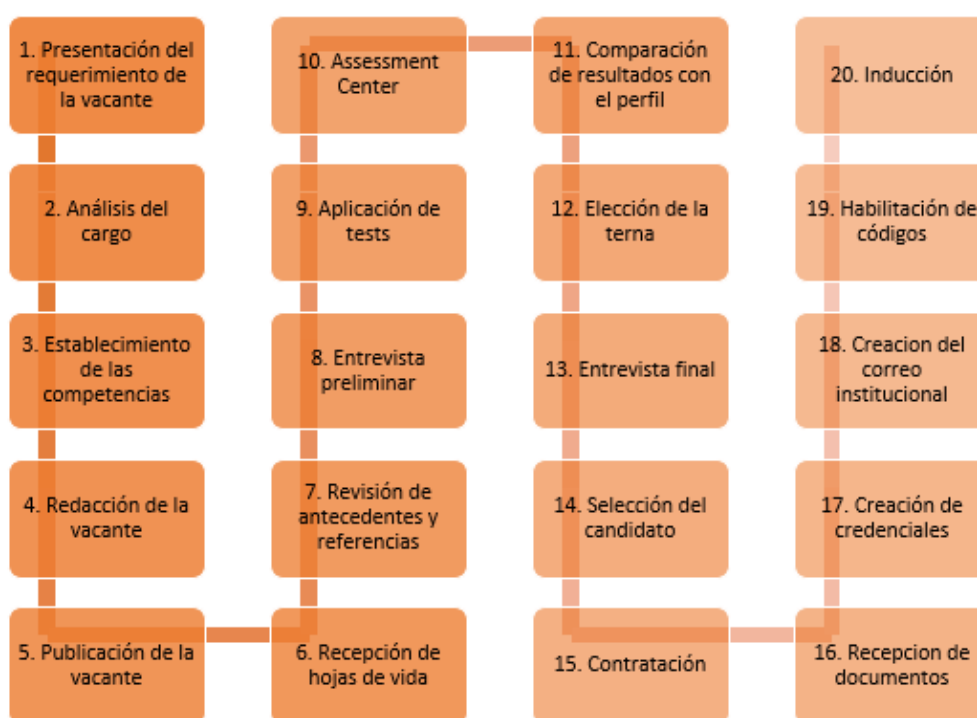 1. Presentación del
requerimiento de
la vacante
2. Análisis del
cargo
3. Establecimiento
de las
competencias
4. Redacción de la
vacante
5. Publicación de la
vacante
6. Recepción de
hojas de vida
7. Revisión de
antecedentes y
referencias
8. Entrevista
preliminar
9. Aplicación de
tests
10. Assessment
Center
11. Comparación
de resultados con
el perfil
12. Elección de la
terna
13. Entrevista final
14. Selección del
candidato
15. Contratación
16. Recepcion de
documentos
17. Creación de
credenciales
18. Creacion del
correo
institucional
19. Habilitación de
códigos
20. Inducción